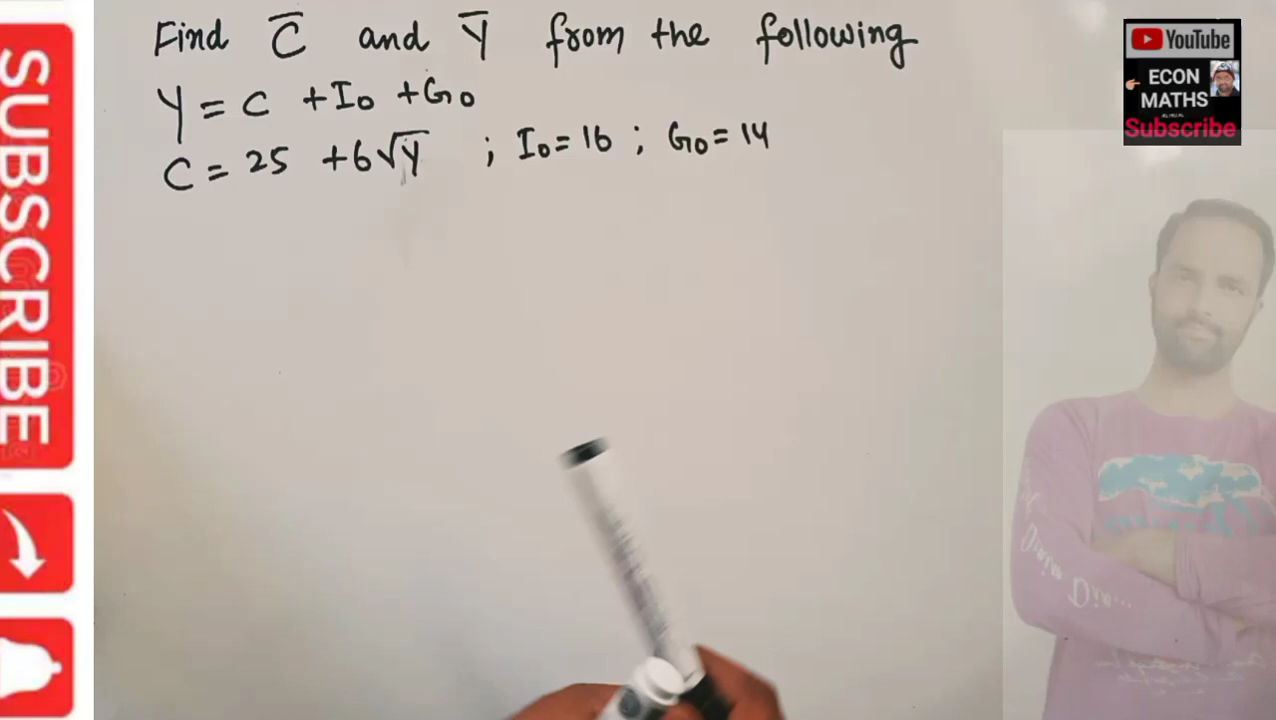 Find C̅ and Y̅ from the following
Y = C + I₀ + G₀
C = 25 + 6√Y ; I₀ = 16 ; G₀ = 14
SUBSCRIBE
YouTube
ECON
MATHS
Subscribe